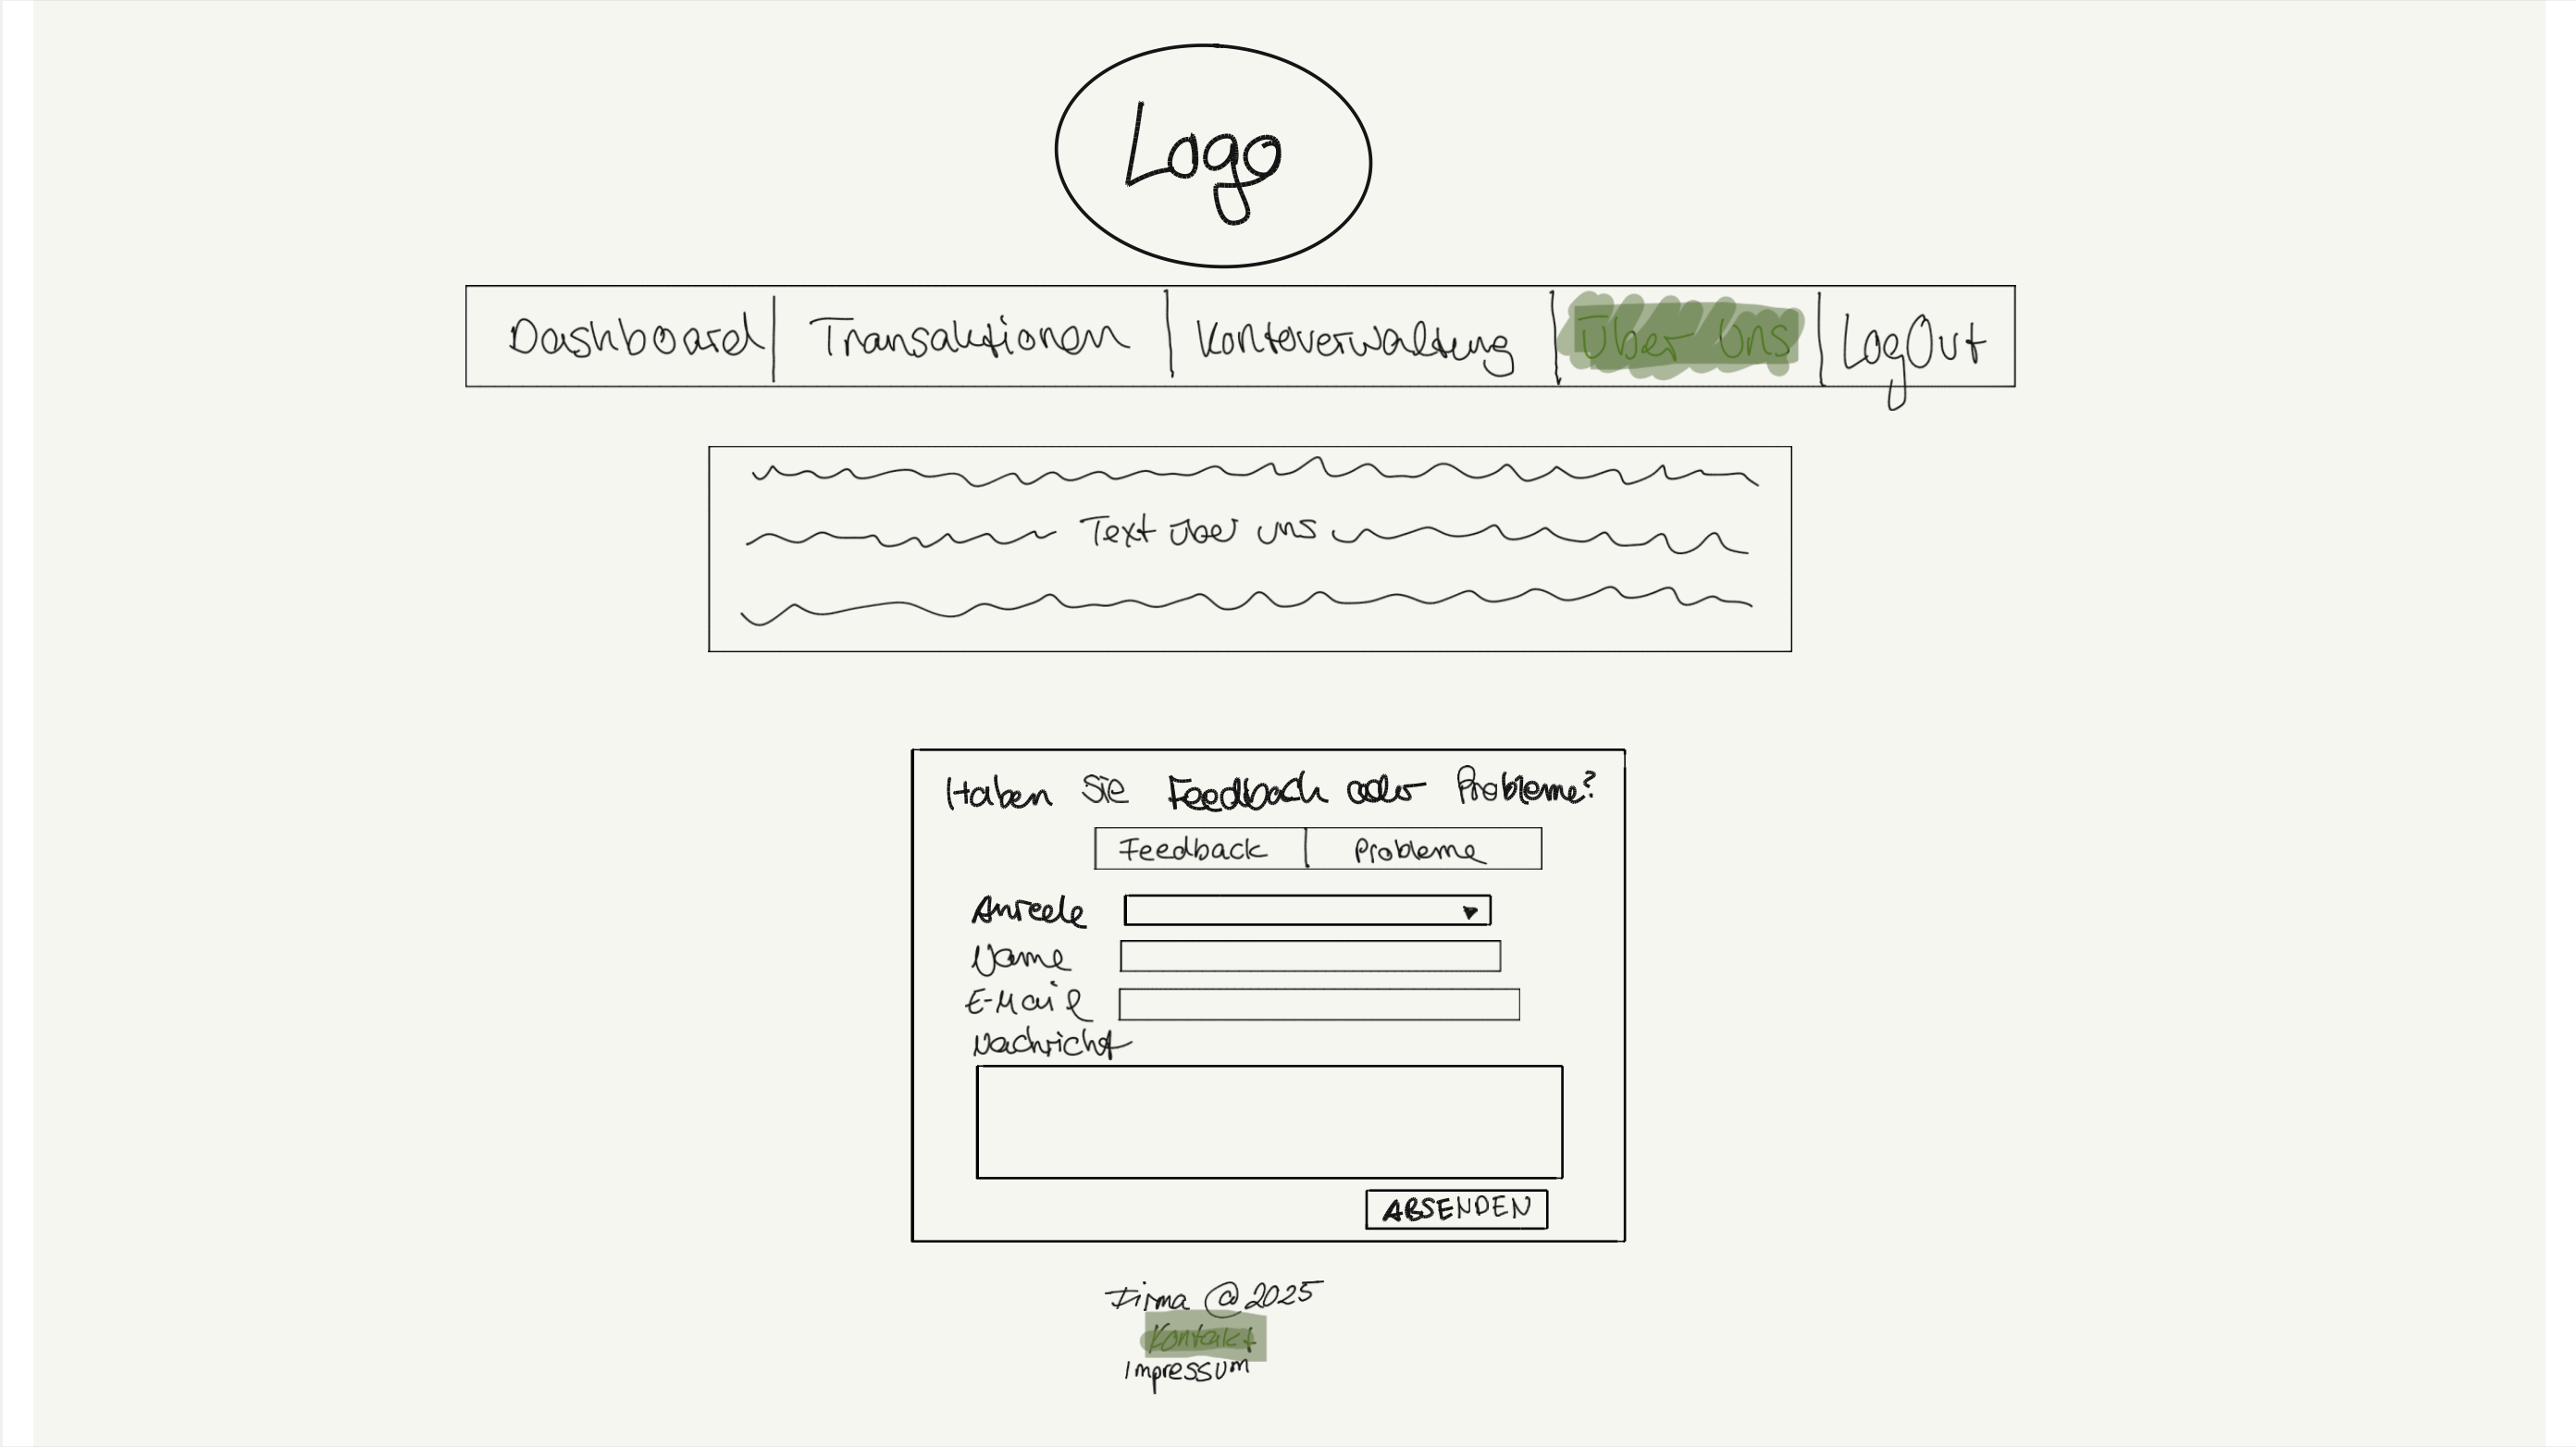 Logo
Dashboard Transaktionen Kontoverwaltung Über Uns LogOut
Text über uns
Haben Sie Feedback oder Probleme?
Feedback Probleme
Anrede
Name
E-Mail
Nachricht
ABSENDEN
Firma @2025
Kontakt
Impressum